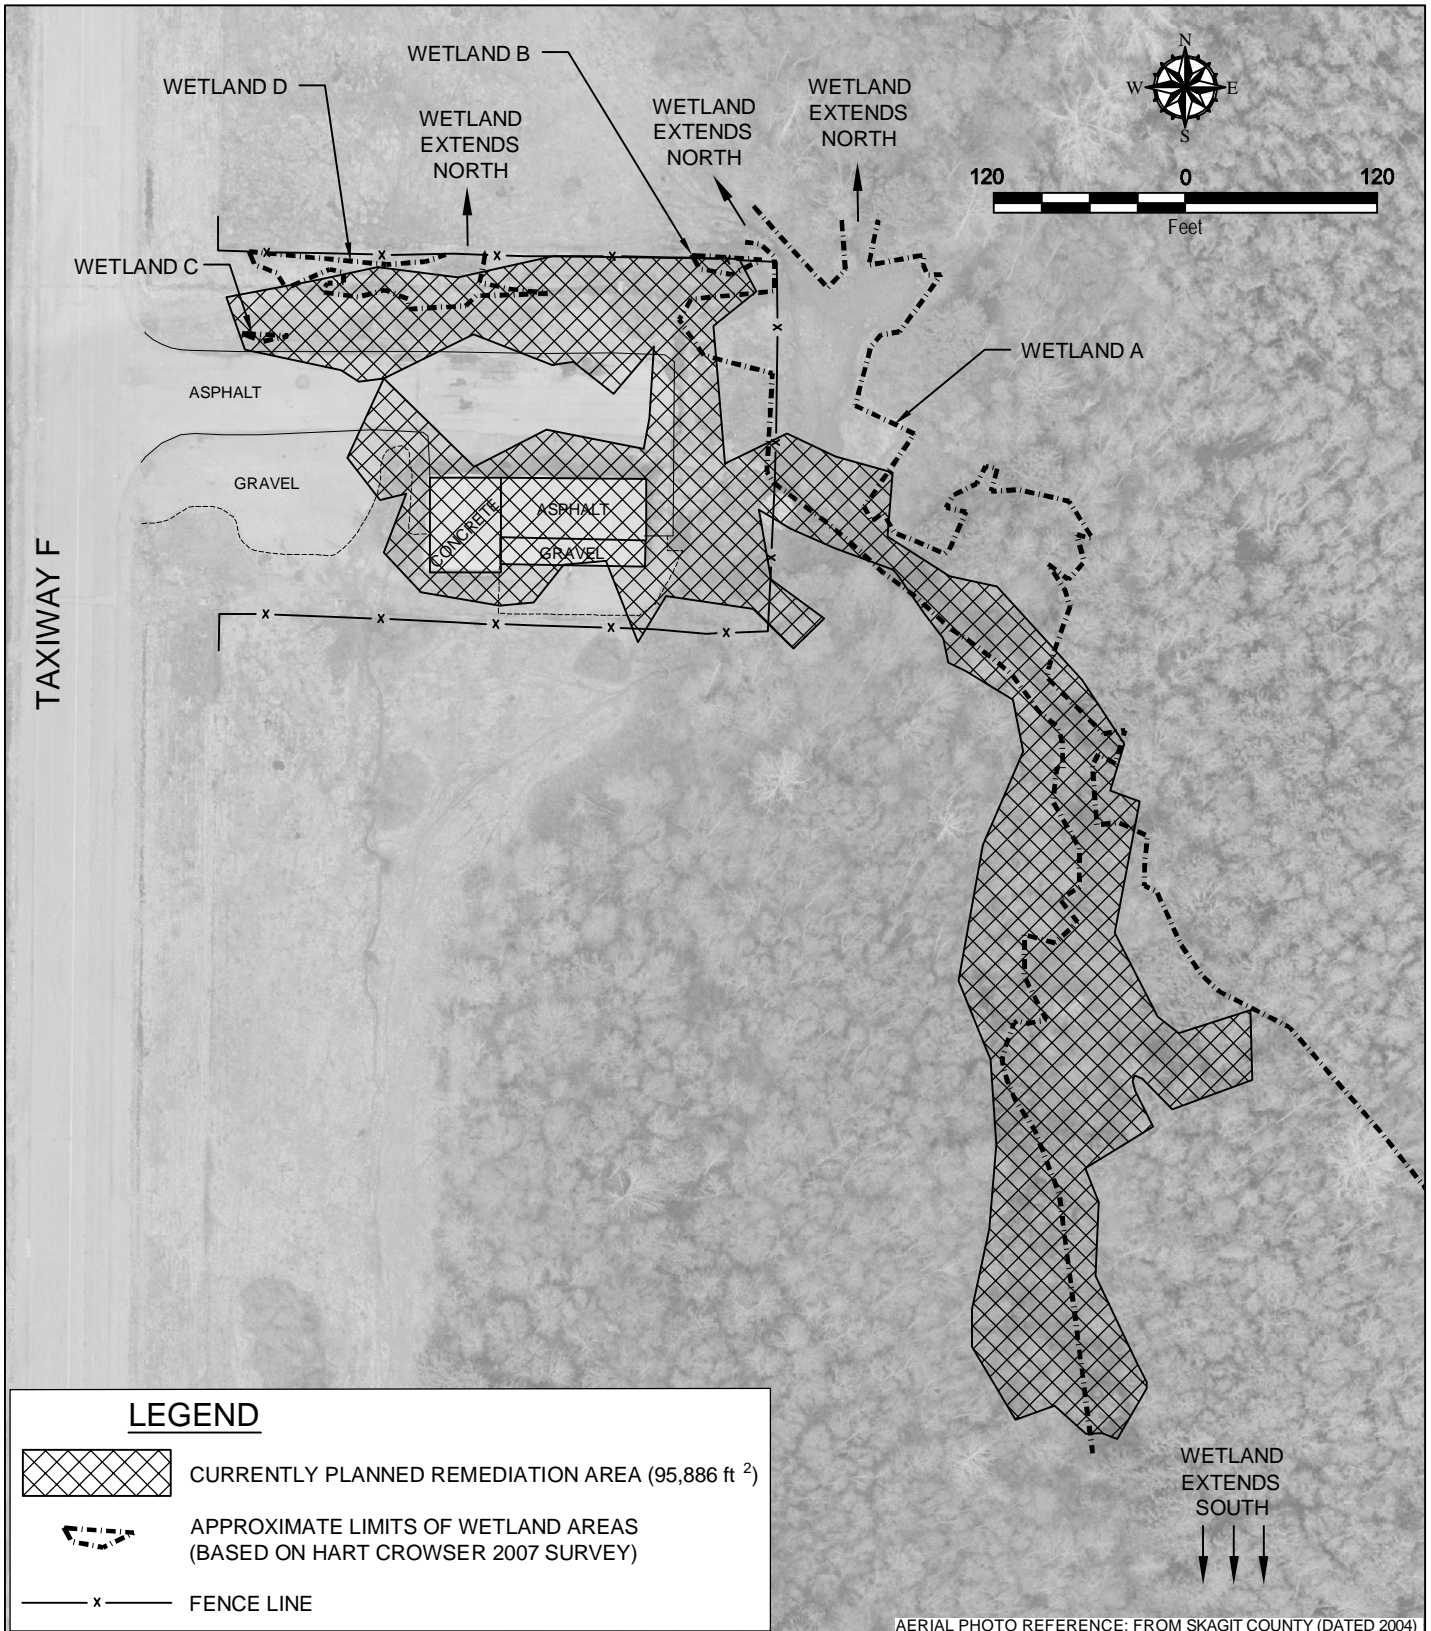 WETLAND B
WETLAND D
WETLAND
EXTENDS
NORTH
WETLAND
EXTENDS
NORTH
WETLAND
EXTENDS
NORTH
N
W
E
S
120
0
120
Feet
WETLAND C
WETLAND A
ASPHALT
GRAVEL
CONCRETE
ASPHALT
GRAVEL
TAXIWAY F
x
x
x
x
x
x
x
x
x
x
x
x
x
LEGEND
CURRENTLY PLANNED REMEDIATION AREA (95,886 ft 2)
APPROXIMATE LIMITS OF WETLAND AREAS
(BASED ON HART CROWSER 2007 SURVEY)
x
FENCE LINE
WETLAND
EXTENDS
SOUTH
AERIAL PHOTO REFERENCE: FROM SKAGIT COUNTY (DATED 2004)